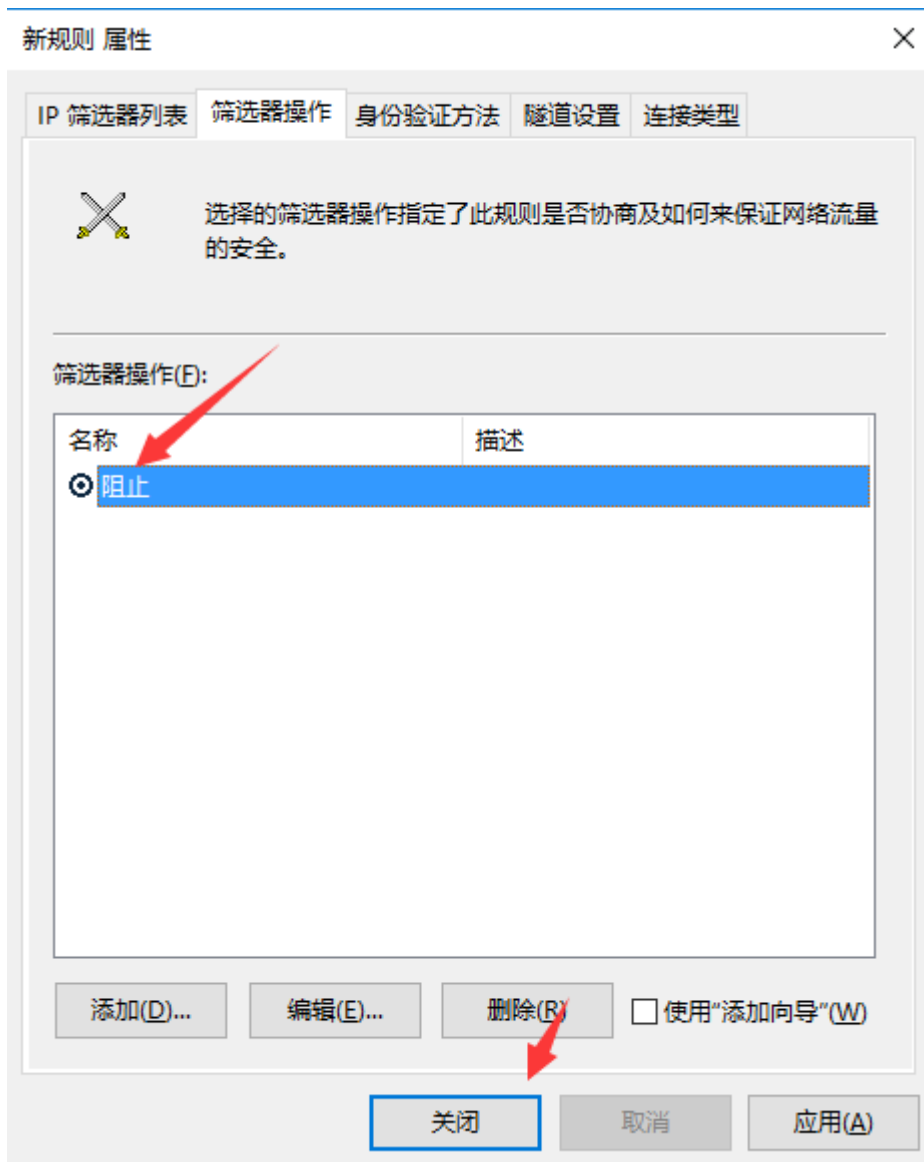 新规则 属性
IP 筛选器列表 筛选器操作 身份验证方法 隧道设置 连接类型
选择的筛选器操作指定了此规则是否协商及如何来保证网络流量
的安全。
筛选器操作(F):
名称 描述
阻止
添加(D)... 编辑(E)... 删除(R) 使用“添加向导”(W)
关闭 取消 应用(A)